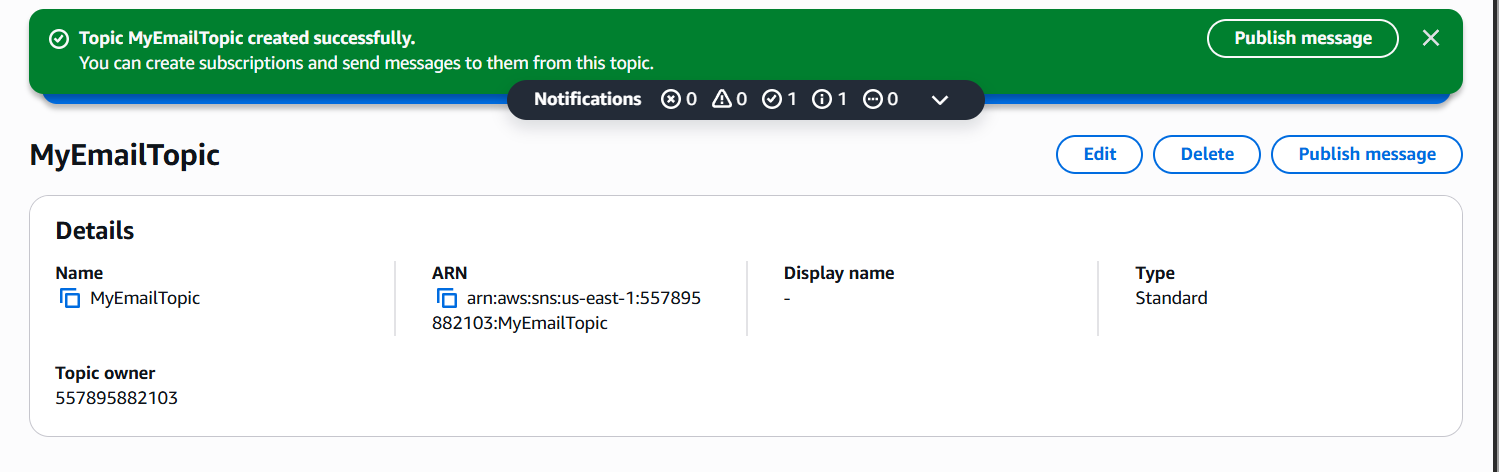 Topic MyEmailTopic created successfully.
You can create subscriptions and send messages to them from this topic.
Publish message
Notifications 0 0 1 1 0
MyEmailTopic
Edit
Delete
Publish message
Details
Name
MyEmailTopic
ARN
arn:aws:sns:us-east-1:557895
882103:MyEmailTopic
Display name
-
Type
Standard
Topic owner
557895882103